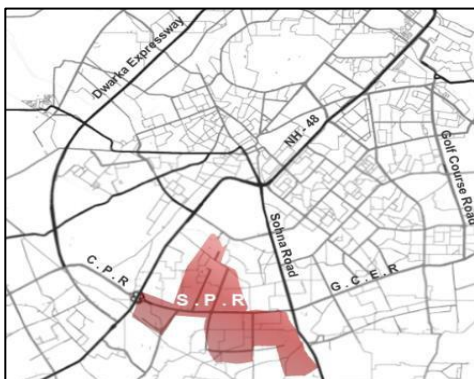 Dwarka Expressway
NH - 48
Golf Course Road
Sohna Road
C . P . R
G . C . E . R
S . P . R